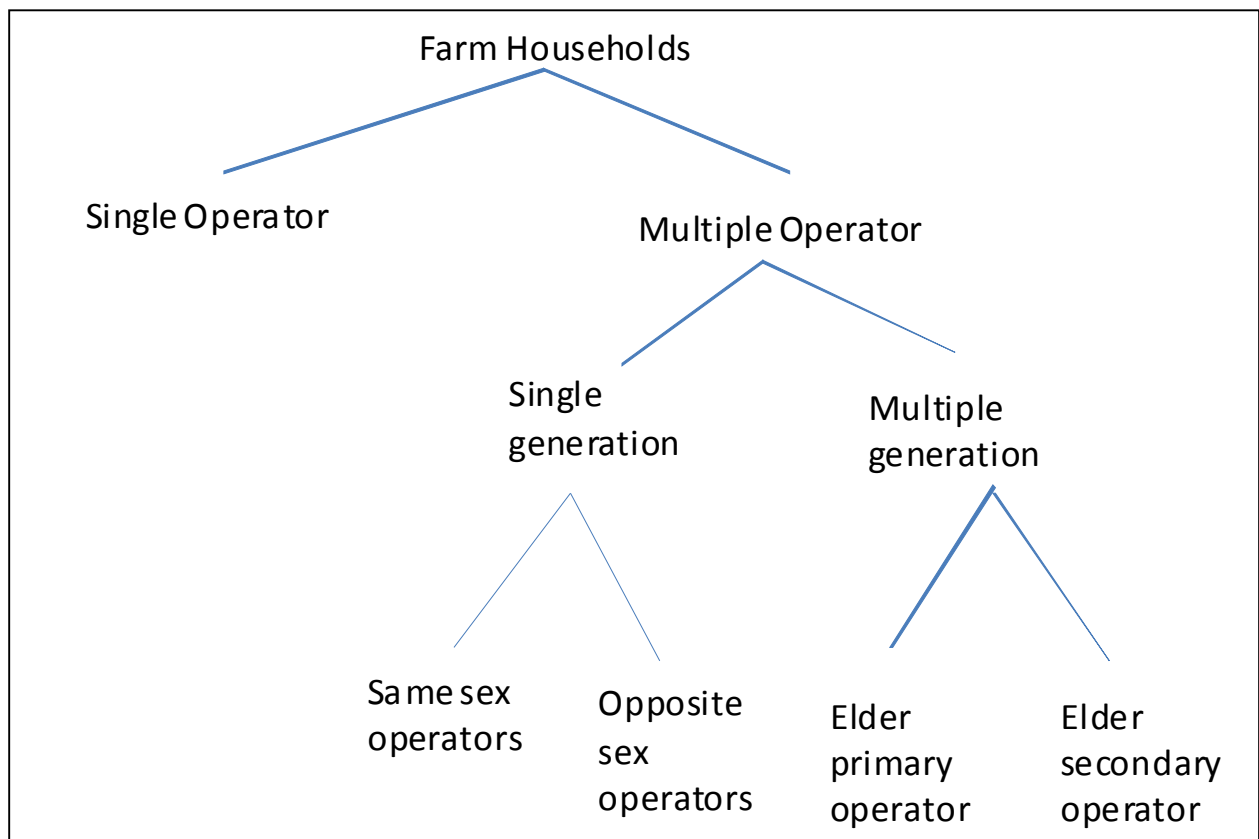 Farm Households
Single Operator
Multiple Operator
Single
generation
Multiple
generation
Same sex
operators
Opposite
sex
operators
Elder
primary
operator
Elder
secondary
operator